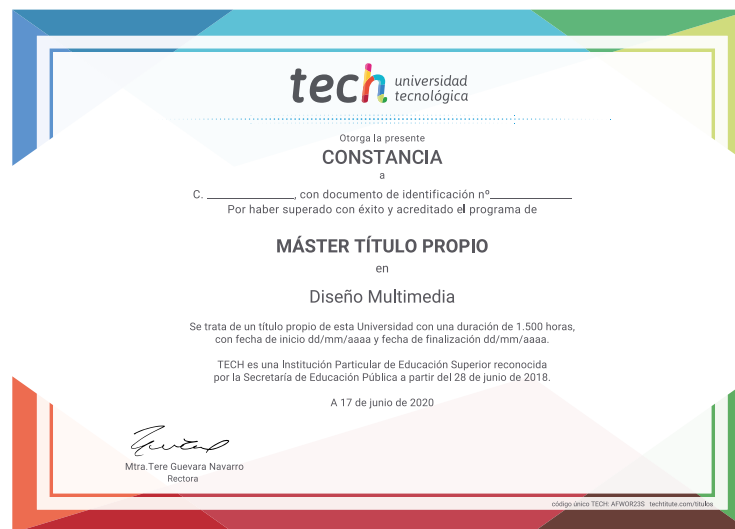 tech universidad
tecnológica
Otorga la presente
CONSTANCIA
a
C. ________________, con documento de identificación nº______________
Por haber superado con éxito y acreditado el programa de
MÁSTER TÍTULO PROPIO
en
Diseño Multimedia
Se trata de un título propio de esta Universidad con una duración de 1.500 horas,
con fecha de inicio dd/mm/aaaa y fecha de finalización dd/mm/aaaa.
TECH es una Institución Particular de Educación Superior reconocida
por la Secretaría de Educación Pública a partir del 28 de junio de 2018.
A 17 de junio de 2020
Mtra.Tere Guevara Navarro
Rectora
código único TECH: AFWOR23S techtitute.com/titulos